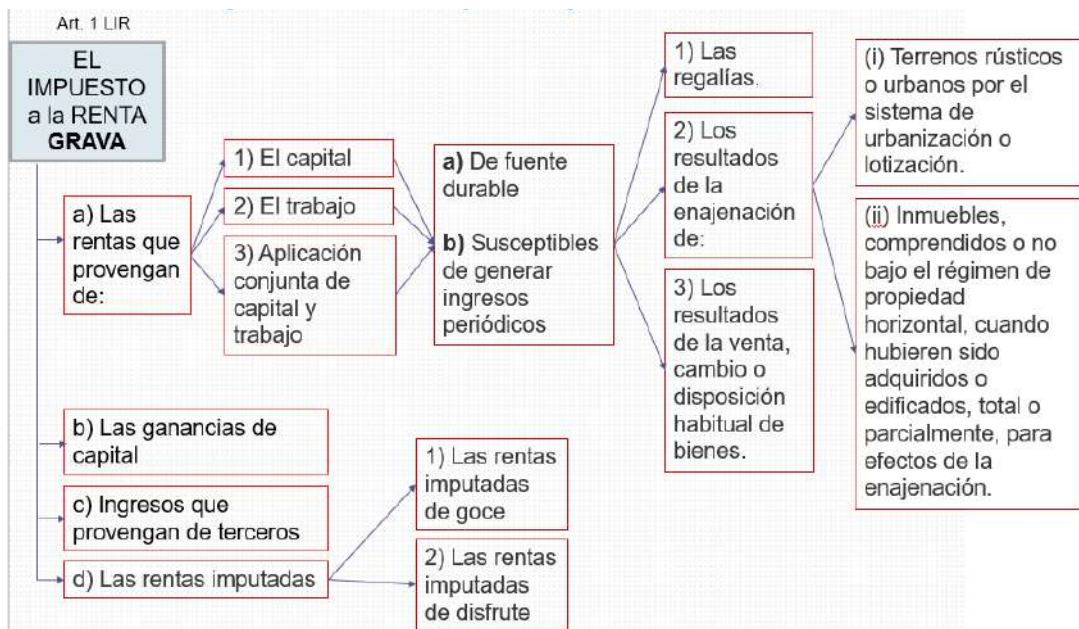 Art. 1 LIR
EL
IMPUESTO
a la RENTA
GRAVA
a) Las
rentas que
provengan
de:
1) El capital
2) El trabajo
3) Aplicación
conjunta de
capital y
trabajo
a) De fuente
durable
b) Susceptibles
de generar
ingresos
periódicos
1) Las
regalías.
2) Los
resultados
de la
enajenación
de:
3) Los
resultados
de la venta,
cambio o
disposición
habitual de
bienes.
(i) Terrenos rústicos
o urbanos por el
sistema de
urbanización o
lotización.
(ii) Inmuebles,
comprendidos o no
bajo el régimen de
propiedad
horizontal, cuando
hubieren sido
adquiridos o
edificados, total o
parcialmente, para
efectos de la
enajenación.
b) Las ganancias de
capital
c) Ingresos que
provengan de terceros
d) Las rentas imputadas
1) Las rentas
imputadas
de goce
2) Las rentas
imputadas
de disfrute